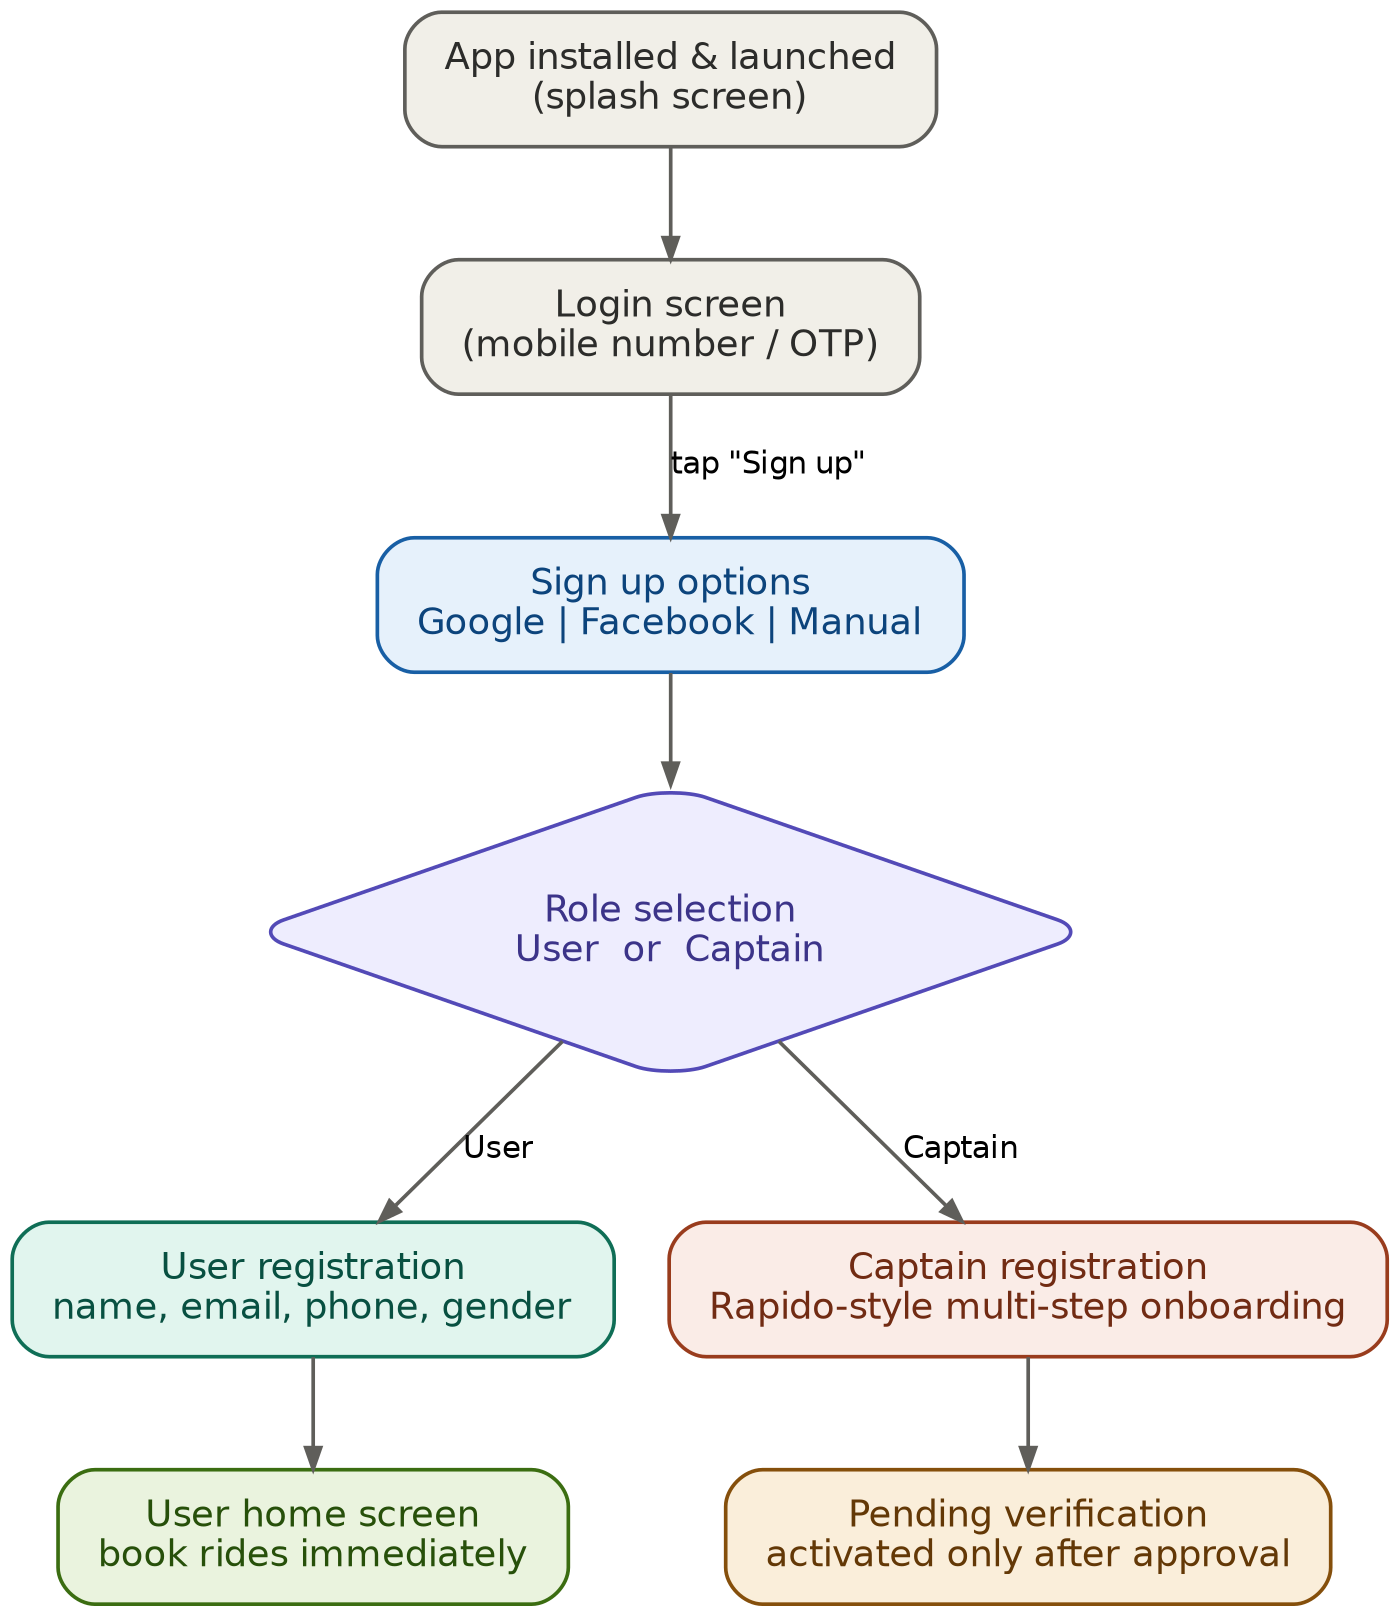 App installed & launched
(splash screen)
Login screen
(mobile number / OTP)
tap "Sign up"
Sign up options
Google | Facebook | Manual
Role selection
User or Captain
User
Captain
User registration
name, email, phone, gender
Captain registration
Rapido-style multi-step onboarding
User home screen
book rides immediately
Pending verification
activated only after approval